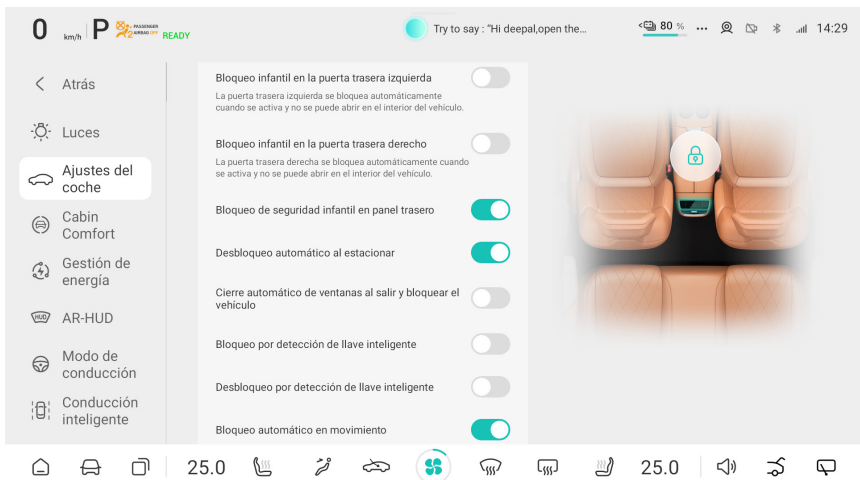 0 km/h P PASSENGER AIRBAG OFF READY
Try to say : "Hi deepal,open the...
80 % ... 14:29
Atrás
Luces
Ajustes del
coche
Cabin
Comfort
Gestión de
energía
HUD AR-HUD
Modo de
conducción
Conducción
inteligente
Bloqueo infantil en la puerta trasera izquierda
La puerta trasera izquierda se bloquea automáticamente
cuando se activa y no se puede abrir en el interior del vehículo.
Bloqueo infantil en la puerta trasera derecho
La puerta trasera derecha se bloquea automáticamente cuando
se activa y no se puede abrir en el interior del vehículo.
Bloqueo de seguridad infantil en panel trasero
Desbloqueo automático al estacionar
Cierre automático de ventanas al salir y bloquear el
vehículo
Bloqueo por detección de llave inteligente
Desbloqueo por detección de llave inteligente
Bloqueo automático en movimiento
25.0 25.0